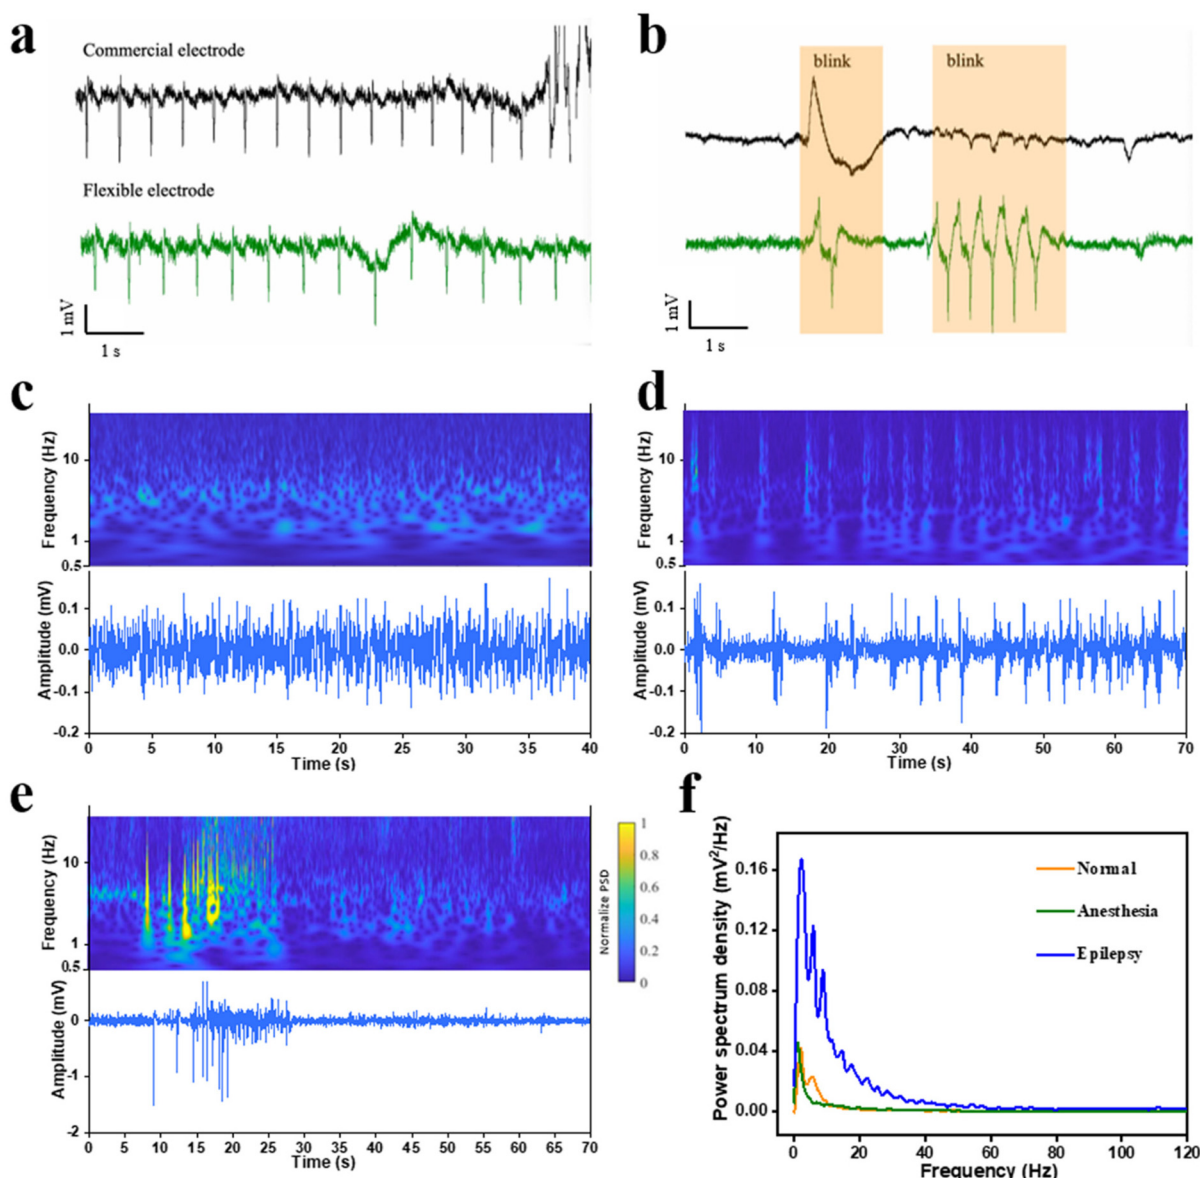 a
Commercial electrode
Flexible electrode
1 mV
1 s
b
blink
blink
1 mV
1 s
c
Frequency (Hz)
10
1
0.5
Amplitude (mV)
0.1
0.0
-0.1
-0.2
0 5 10 15 20 25 30 35 40
Time (s)
d
Frequency (Hz)
10
1
0.5
Amplitude (mV)
0.1
0.0
-0.1
-0.2
0 10 20 30 40 50 60 70
Time (s)
e
Frequency (Hz)
10
1
0.5
1
0.8
0.6
0.4
0.2
0
Normalize PSD
Amplitude (mV)
0
-1
-2
0 5 10 15 20 25 30 35 40 45 50 55 60 65 70
Time (s)
f
Power spectrum density (mV²/Hz)
0.16
0.12
0.08
0.04
0.00
Normal
Anesthesia
Epilepsy
0 20 40 60 80 100 120
Frequency (Hz)